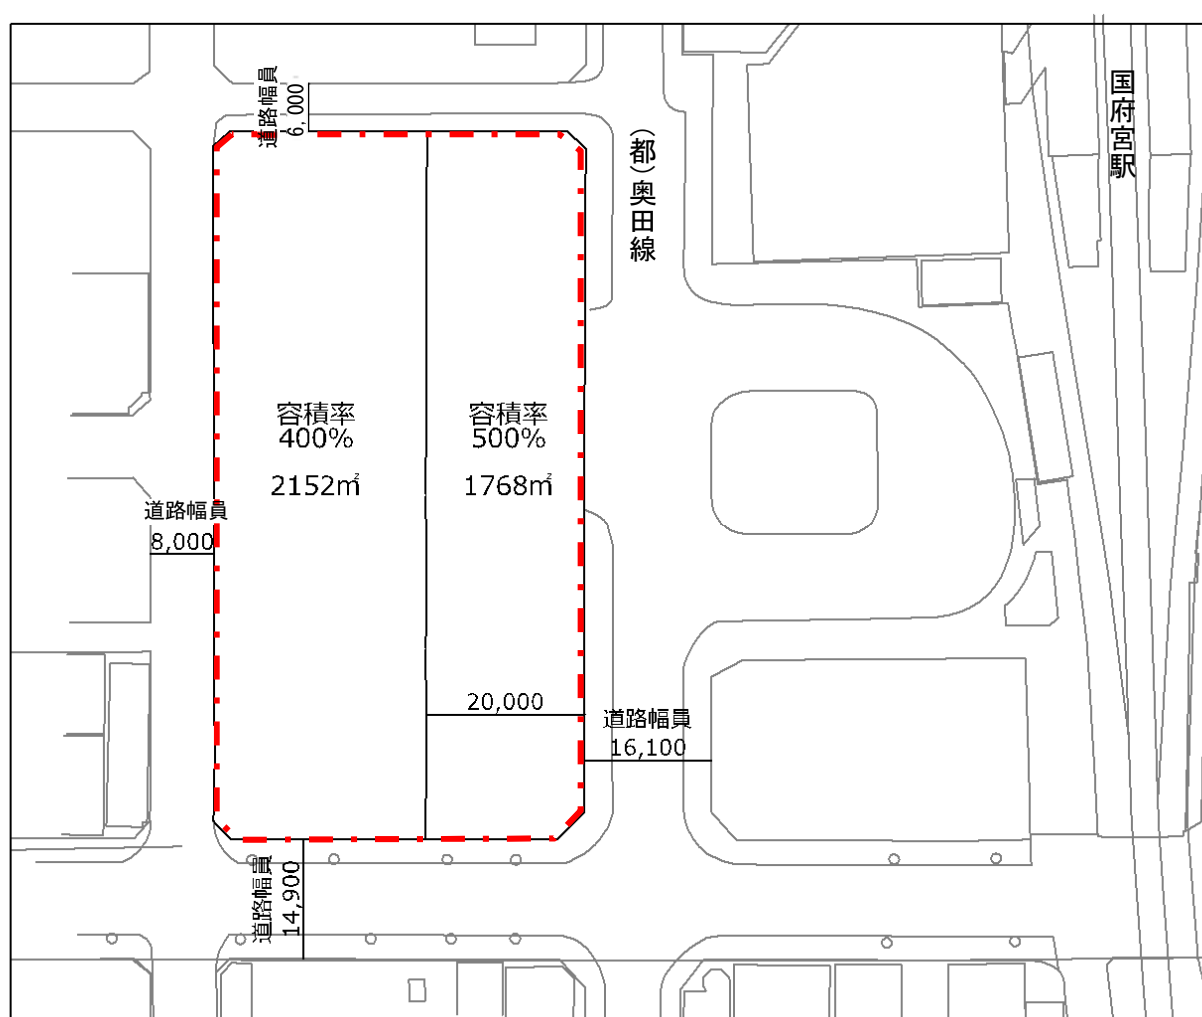 道路幅員
6,000
(都)奥田線
国府宮駅
容積率
400%
2152㎡
容積率
500%
1768㎡
道路幅員
8,000
20,000
道路幅員
16,100
道路幅員
14,900